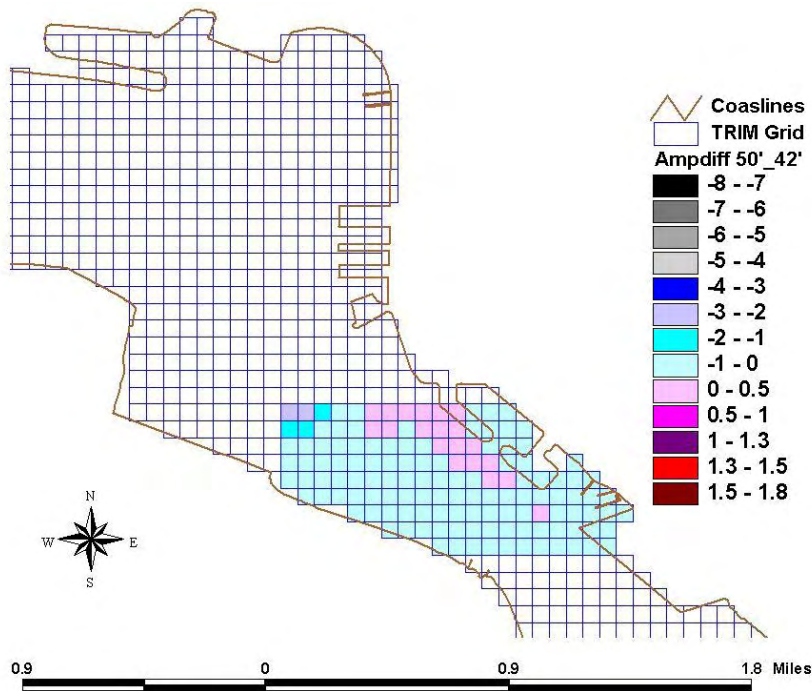 Coaslines
TRIM Grid
Ampdiff 50'_42'
-8 - -7
-7 - -6
-6 - -5
-5 - -4
-4 - -3
-3 - -2
-2 - -1
-1 - 0
0 - 0.5
0.5 - 1
1 - 1.3
1.3 - 1.5
1.5 - 1.8
N
W E
S
0.9 0 0.9 1.8 Miles